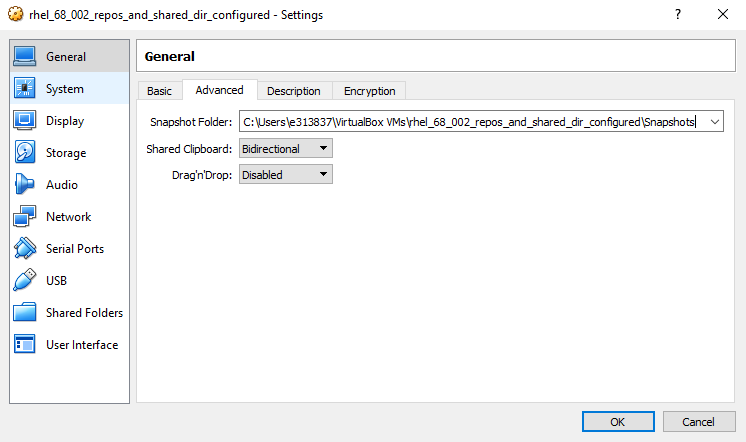 rhel_68_002_repos_and_shared_dir_configured - Settings
?
General
System
Display
Storage
Audio
Network
Serial Ports
USB
Shared Folders
User Interface
General
Basic Advanced Description Encryption
Snapshot Folder: C:\Users\e313837\VirtualBox VMs\rhel_68_002_repos_and_shared_dir_configured\Snapshots
Shared Clipboard: Bidirectional
Drag'n'Drop: Disabled
OK Cancel